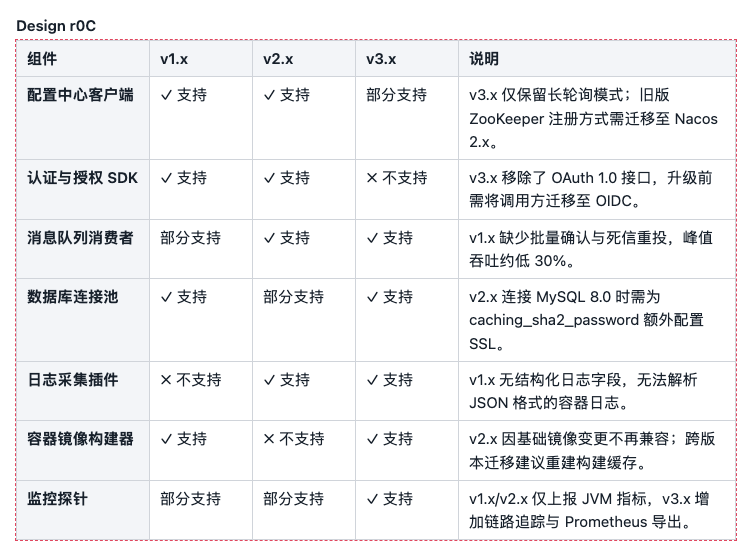 Design r0C
组件 v1.x v2.x v3.x 说明
配置中心客户端 ✓ 支持 ✓ 支持 部分支持 v3.x 仅保留长轮询模式；旧版
ZooKeeper 注册方式需迁移至 Nacos
2.x。
认证与授权 SDK ✓ 支持 ✓ 支持 ✕ 不支持 v3.x 移除了 OAuth 1.0 接口，升级前
需将调用方迁移至 OIDC。
消息队列消费者 部分支持 ✓ 支持 ✓ 支持 v1.x 缺少批量确认与死信重投，峰值
吞吐约低 30%。
数据库连接池 ✓ 支持 部分支持 ✓ 支持 v2.x 连接 MySQL 8.0 时需为
caching_sha2_password 额外配置
SSL。
日志采集插件 ✕ 不支持 ✓ 支持 ✓ 支持 v1.x 无结构化日志字段，无法解析
JSON 格式的容器日志。
容器镜像构建器 ✓ 支持 ✕ 不支持 ✓ 支持 v2.x 因基础镜像变更不再兼容；跨版
本迁移建议重建构建缓存。
监控探针 部分支持 部分支持 ✓ 支持 v1.x/v2.x 仅上报 JVM 指标，v3.x 增
加链路追踪与 Prometheus 导出。